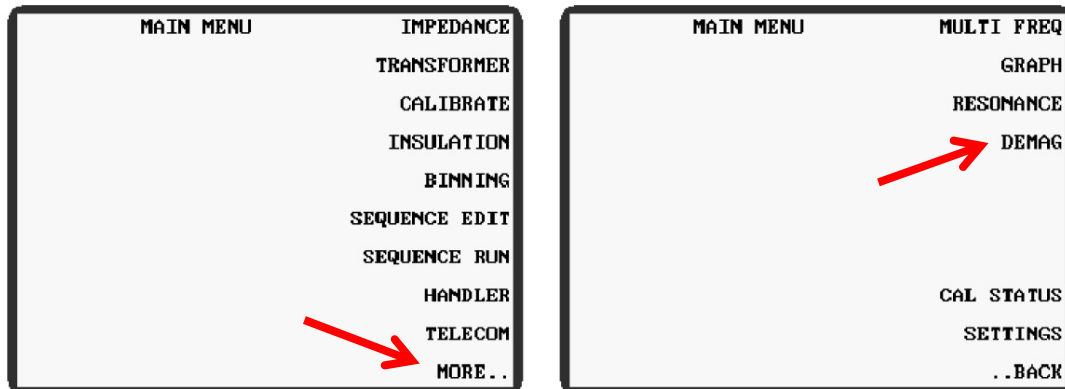 MAIN MENU IMPEDANCE
TRANSFORMER
CALIBRATE
INSULATION
BINNING
SEQUENCE EDIT
SEQUENCE RUN
HANDLER
TELECOM
MORE..
MAIN MENU MULTI FREQ
GRAPH
RESONANCE
DEMAG
CAL STATUS
SETTINGS
..BACK